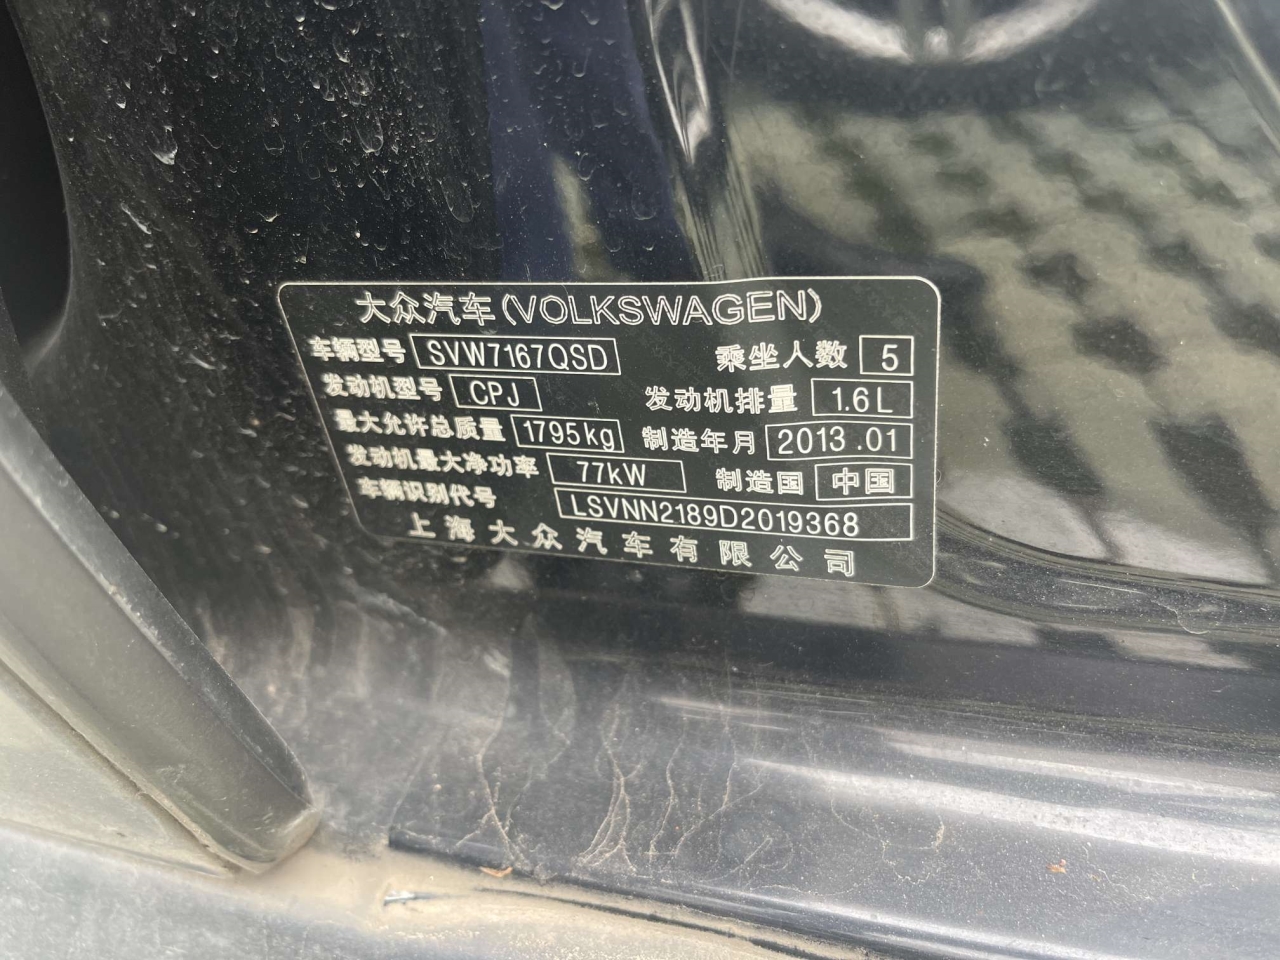 大众汽车(VOLKSWAGEN)
车辆型号 SVW7167QSD 乘坐人数 5
发动机型号 CPJ 发动机排量 1.6L
最大允许总质量 1795kg 制造年月 2013.01
发动机最大净功率 77kW 制造国 中国
车辆识别代号 LSVNN2189D2019368
上海大众汽车有限公司